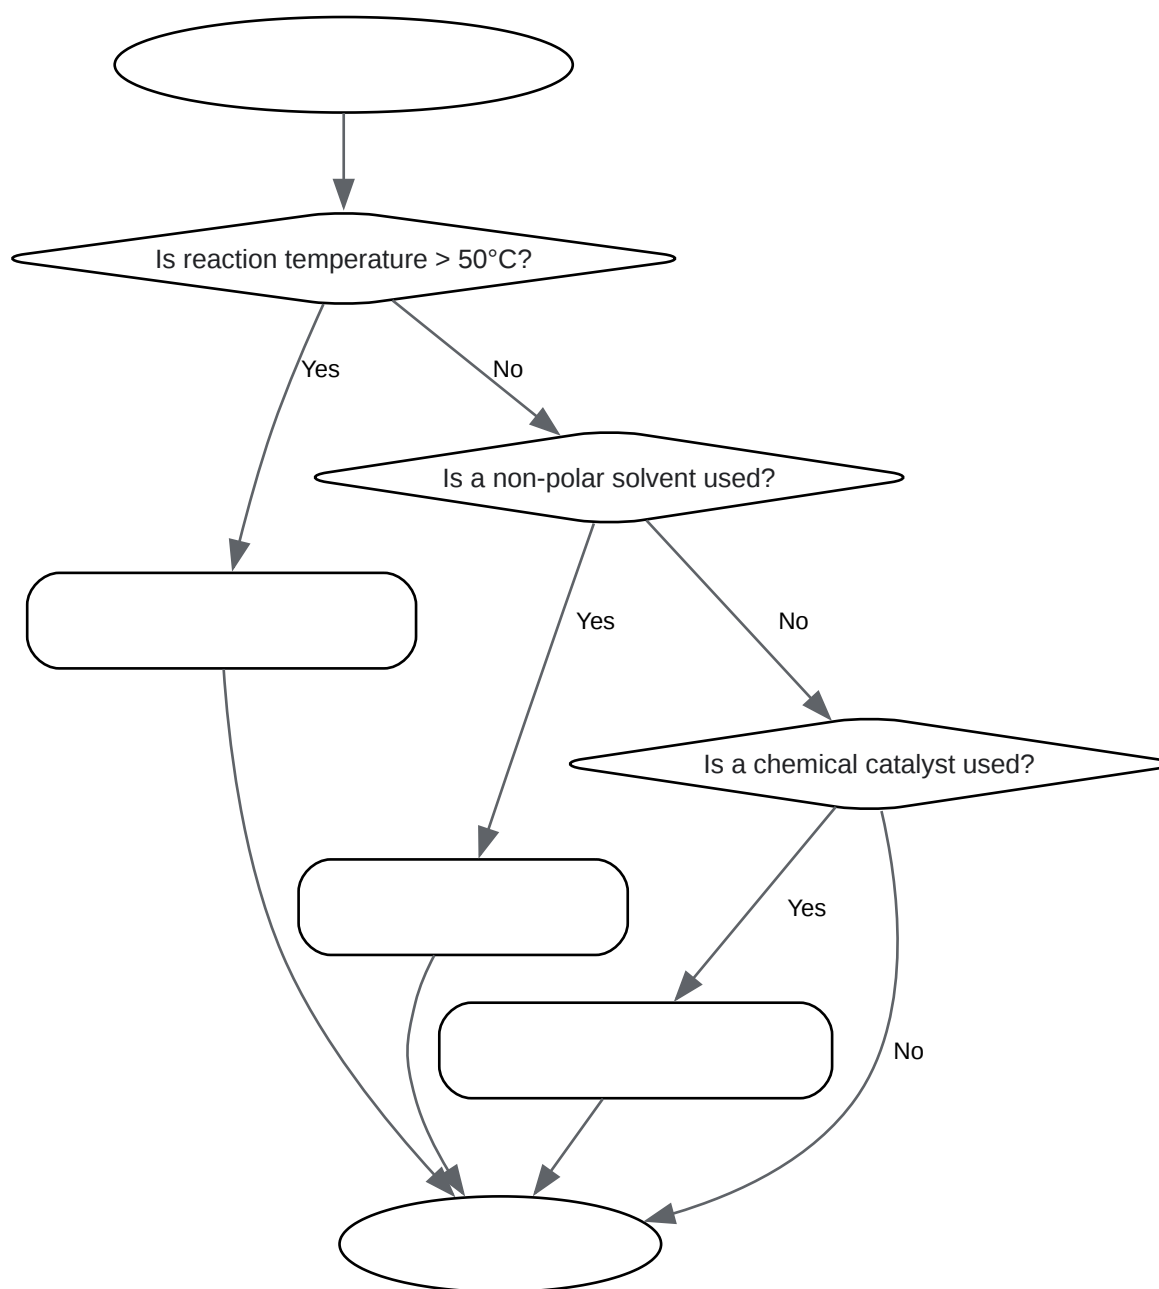 Is reaction temperature > 50°C?
Yes
No
Is a non-polar solvent used?
Yes
No
Is a chemical catalyst used?
Yes
No